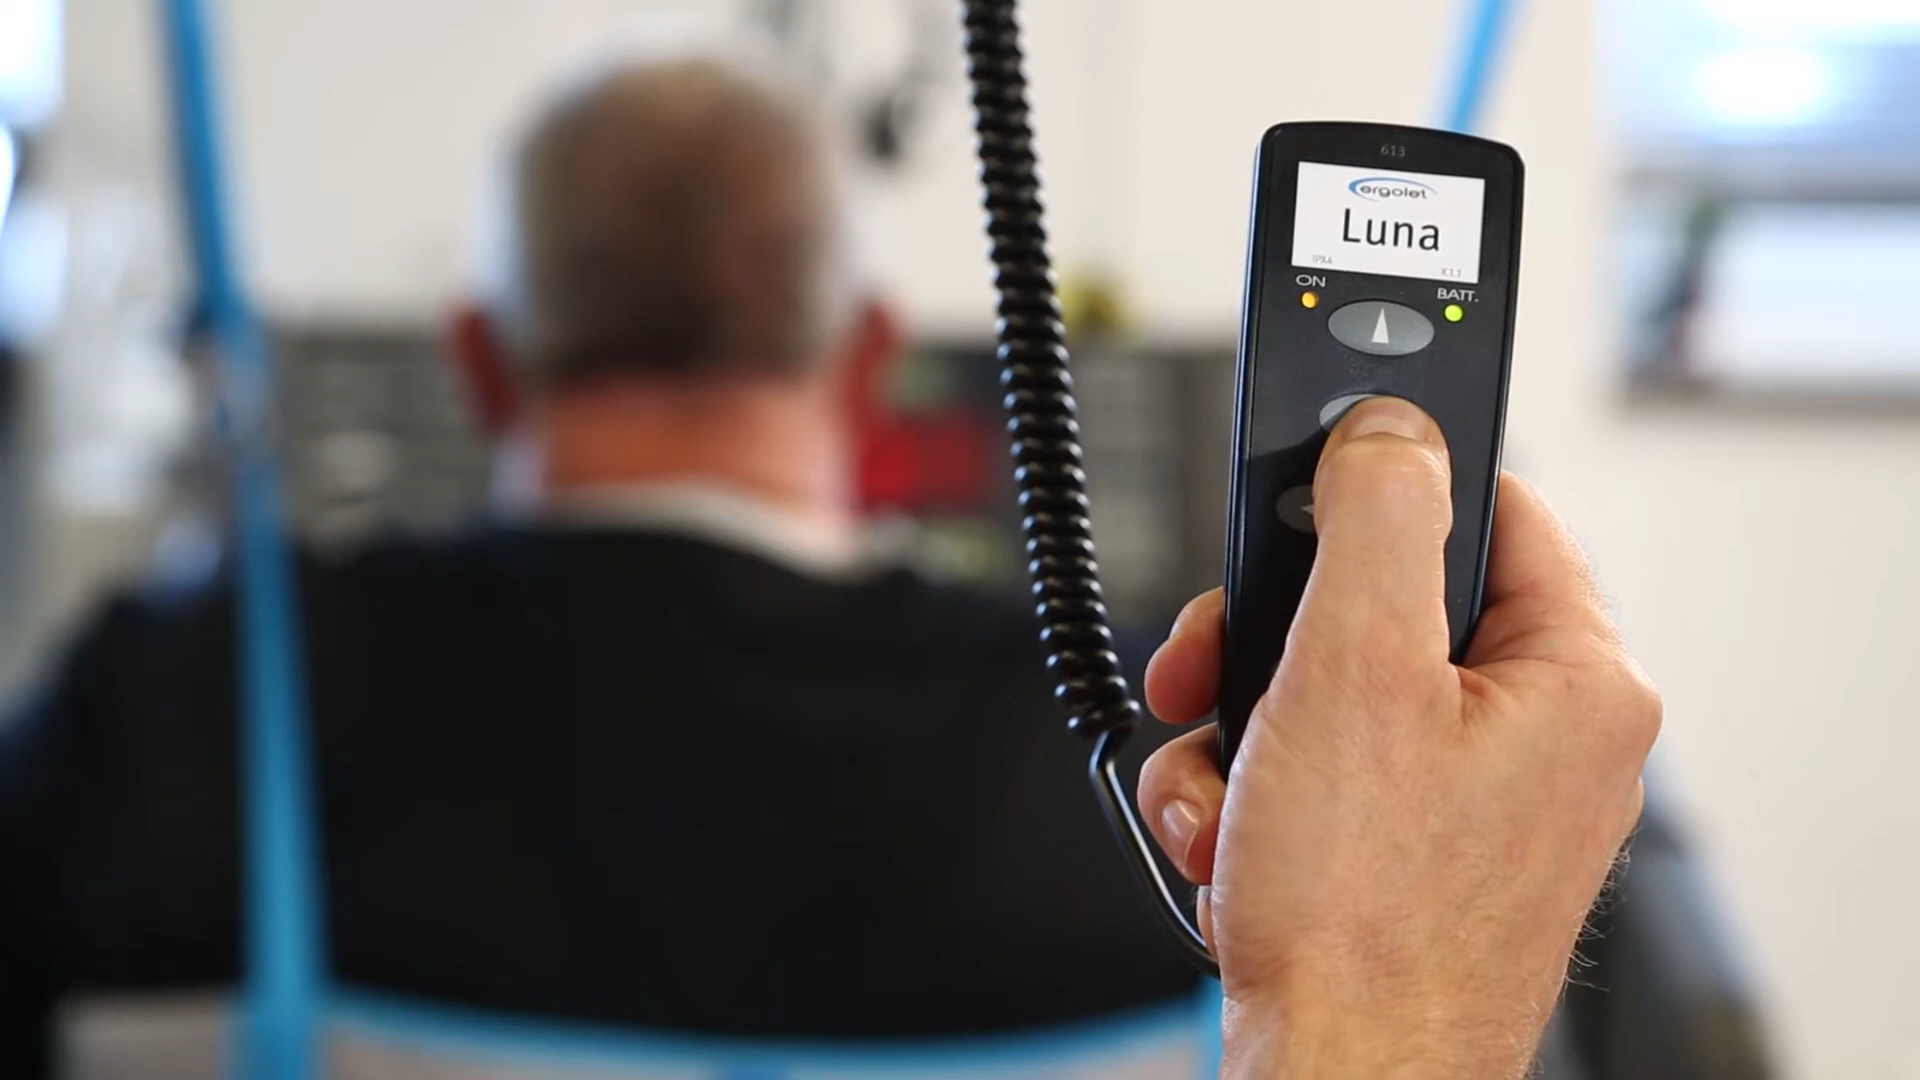 613
ergolet
Luna
IPX4
K1.1
ON
BATT.